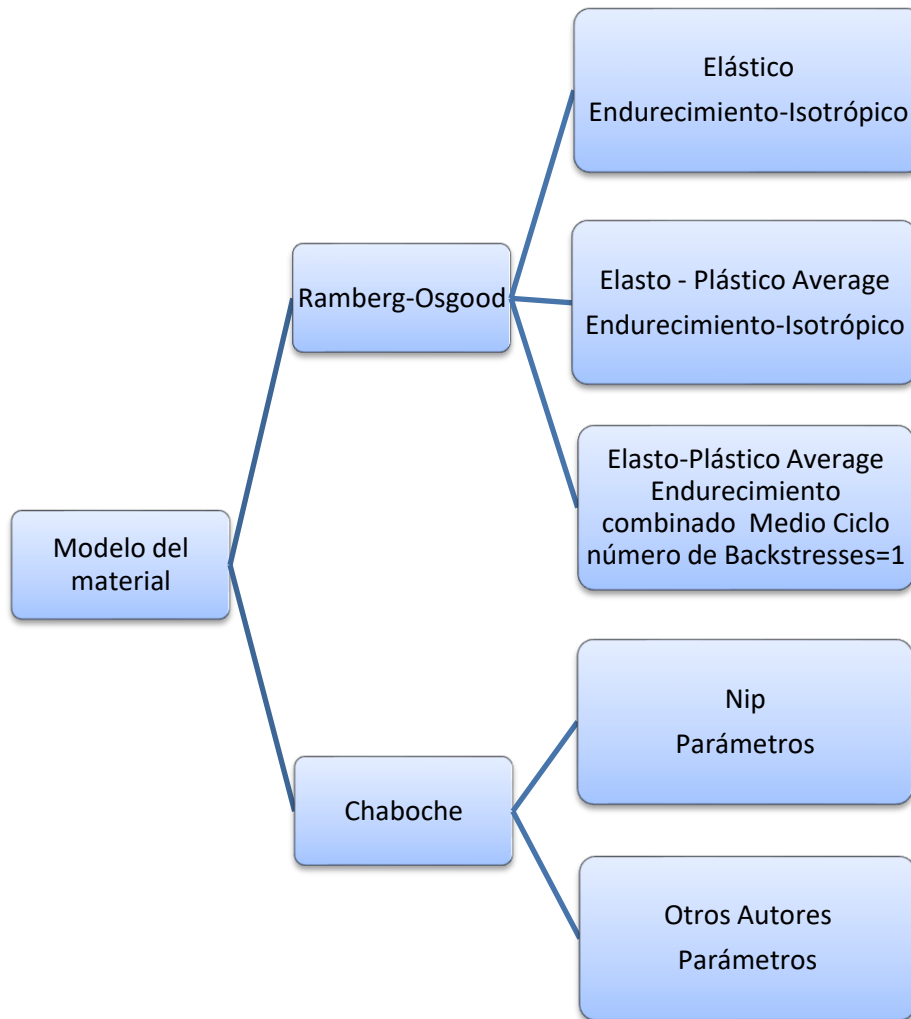 Modelo del
material
Ramberg-Osgood
Elástico
Endurecimiento-Isotrópico
Elasto - Plástico Average
Endurecimiento-Isotrópico
Elasto-Plástico Average
Endurecimiento
combinado  Medio Ciclo
número de Backstresses=1
Chaboche
Nip
Parámetros
Otros Autores
Parámetros